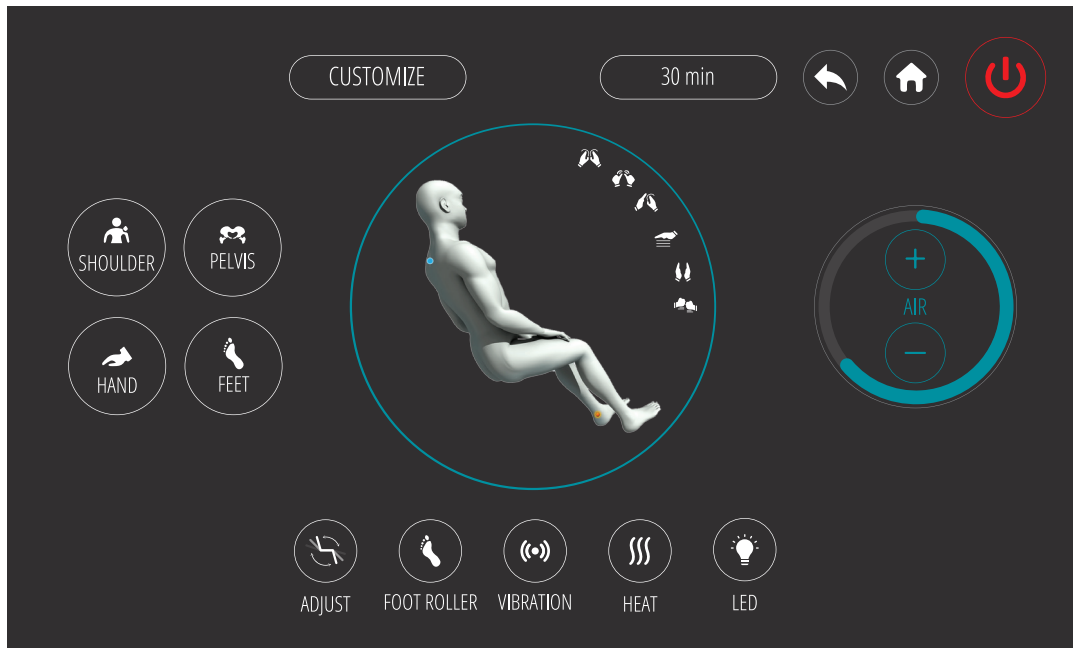 CUSTOMIZE
30 min
SHOULDER
PELVIS
HAND
FEET
+
AIR
−
ADJUST
FOOT ROLLER
VIBRATION
HEAT
LED